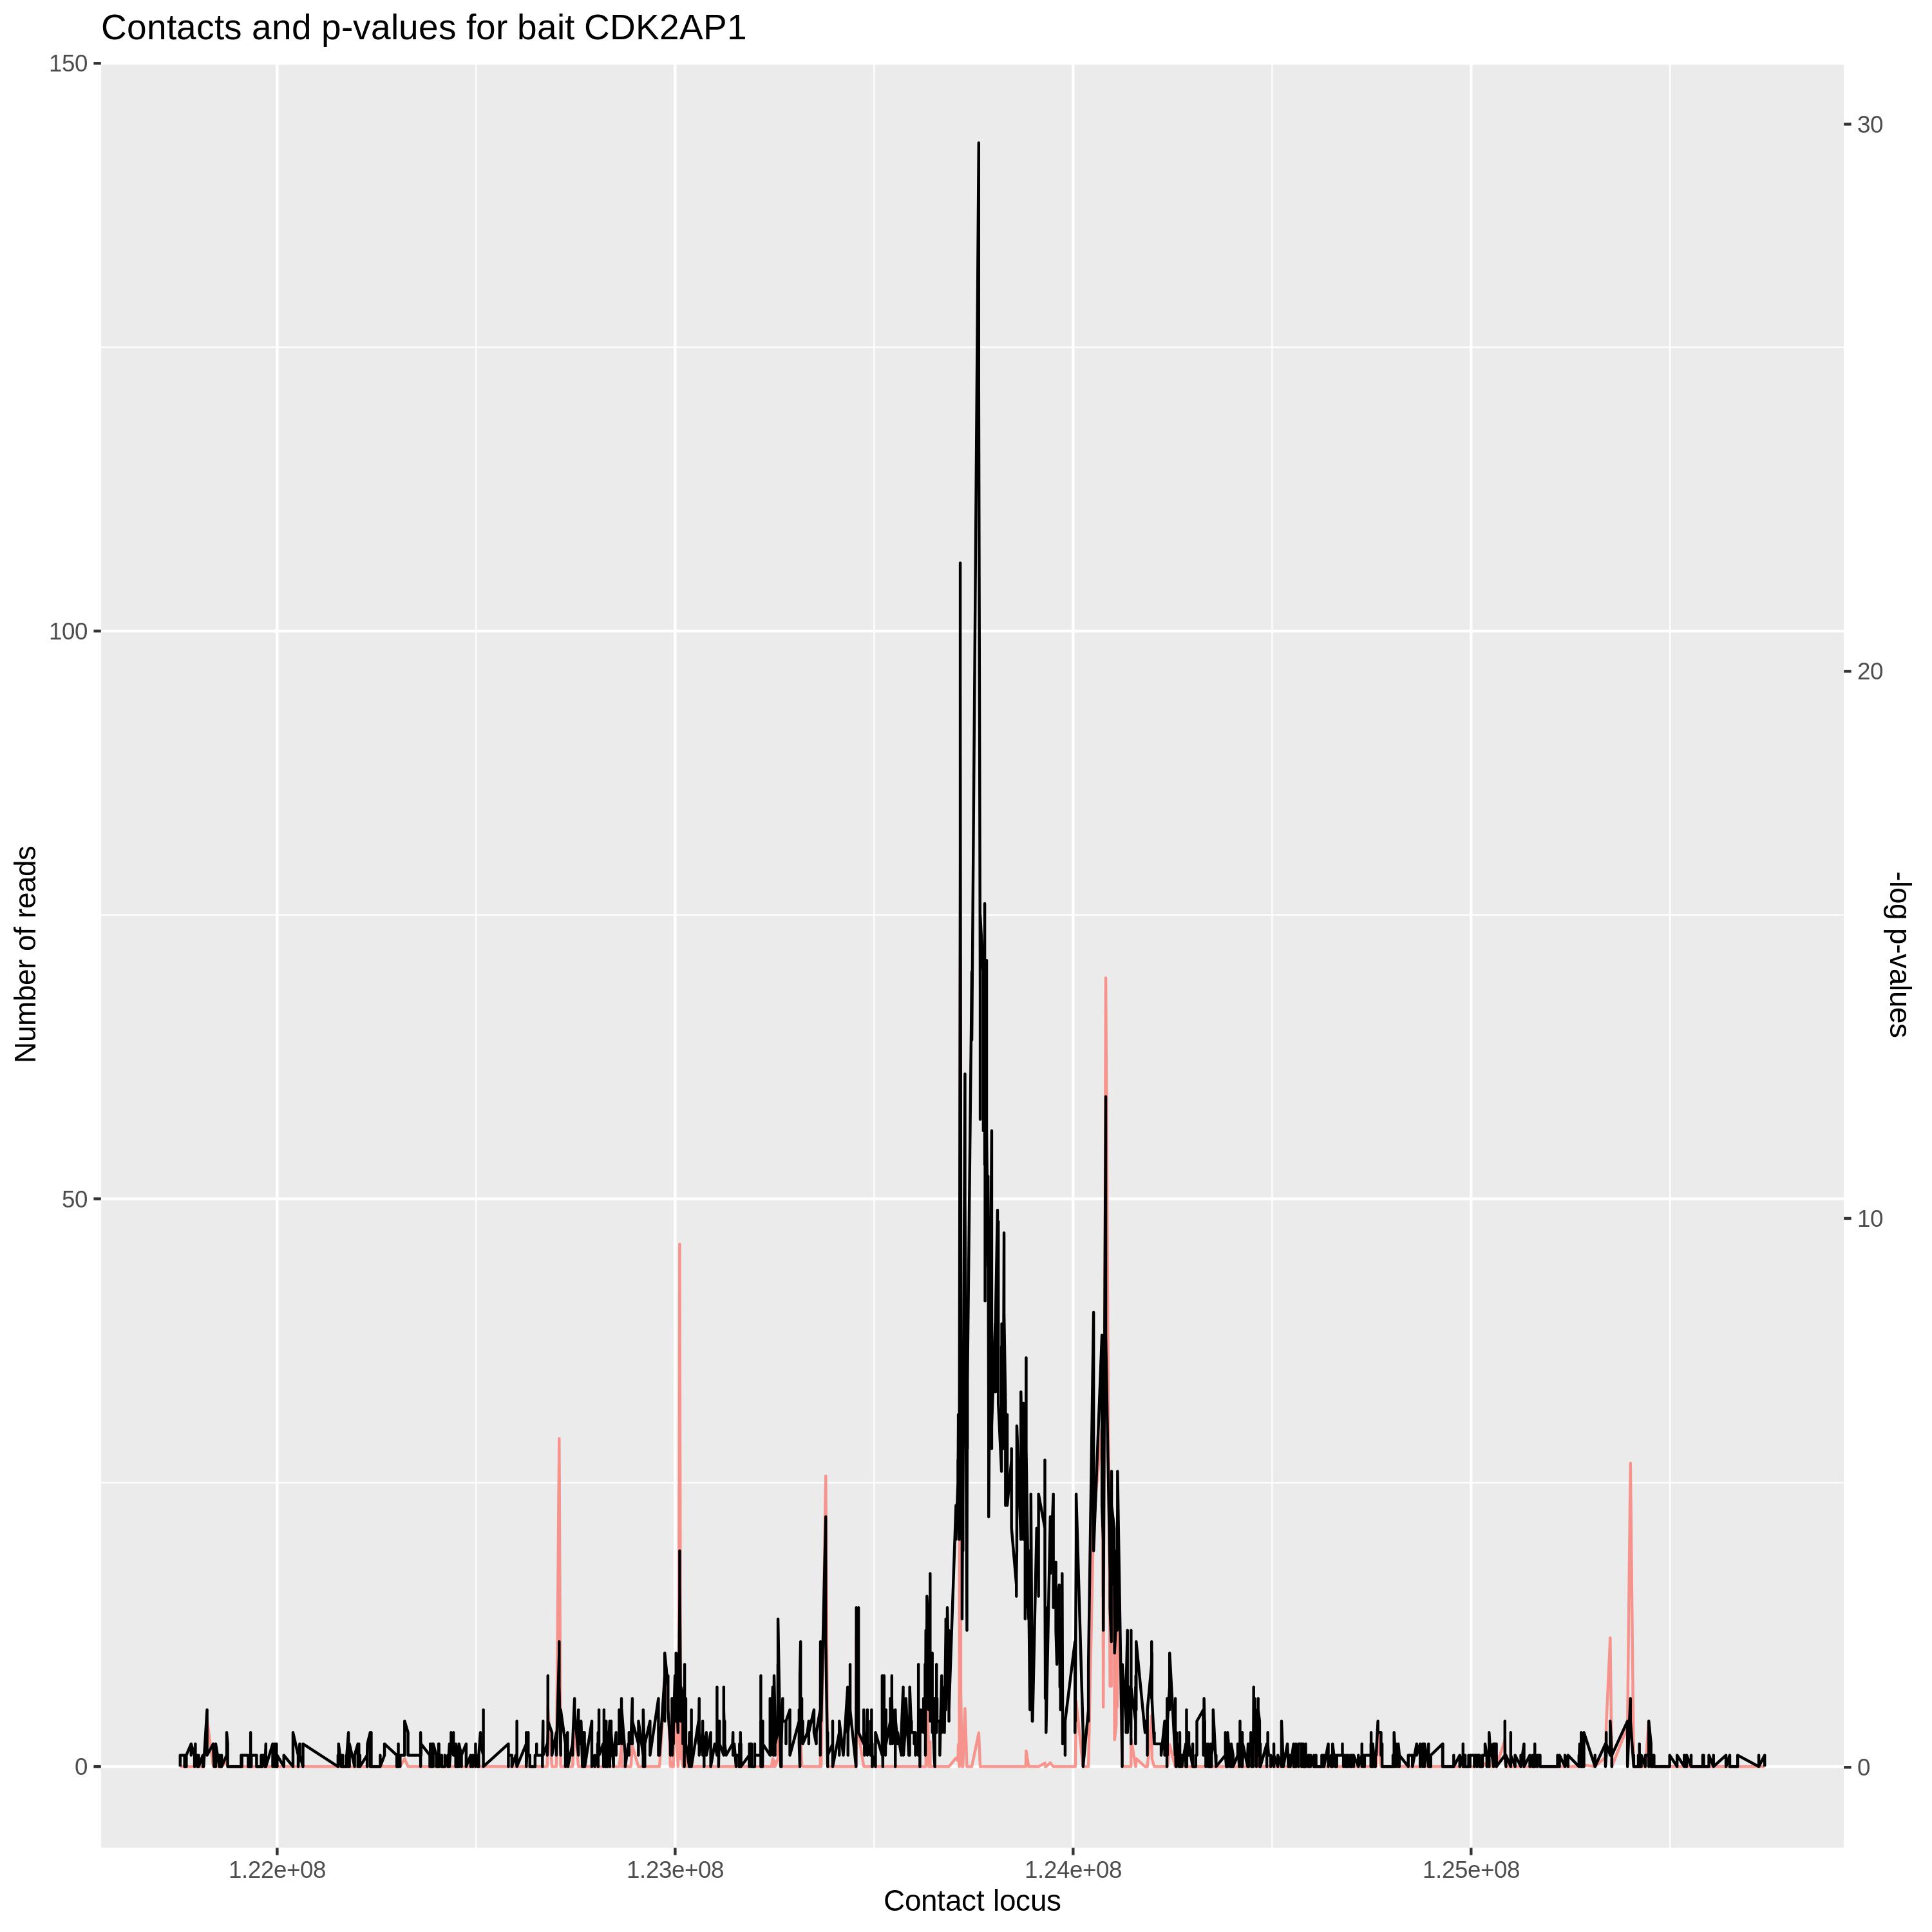 Contacts and p-values for bait CDK2AP1
150
100
50
0
Number of reads
30
20
10
0
-log p-values
1.22e+08
1.23e+08
1.24e+08
1.25e+08
Contact locus